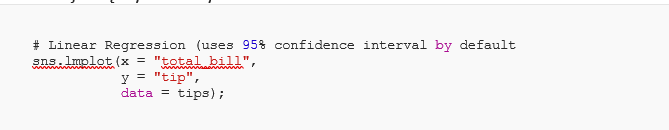 # Linear Regression (uses 95% confidence interval by default
sns.lmplot(x = "total_bill",
y = "tip",
data = tips);